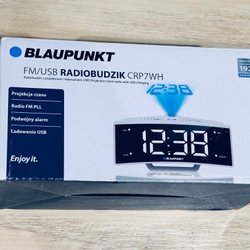 BLAUPUNKT
FM/USB RADIOBUDZIK CRP7WH
Projekcja czasu
Radio FM PLL
Podwójny alarm
Ładowanie USB
Enjoy it.
12:38
12:38
BLAUPUNKT